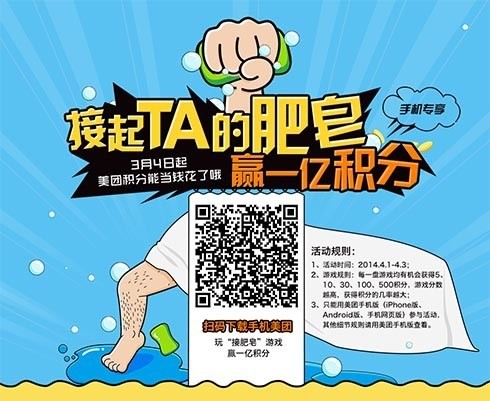 接起TA的肥皂
手机专享
3月4日起
美团积分能当钱花了哦
赢一亿积分
扫码下载手机美团
玩“接肥皂”游戏
赢一亿积分
活动规则：
1、活动时间：2014.4.1-4.3；
2、游戏规则：每一盘游戏均有机会获得5、
10、30、100、500积分，游戏分数
越高，获得积分的几率越大；
3、只能用美团手机版（iPhone版、
Android版、手机网页版）参与活动，
其他细节规则请用美团手机版查看。